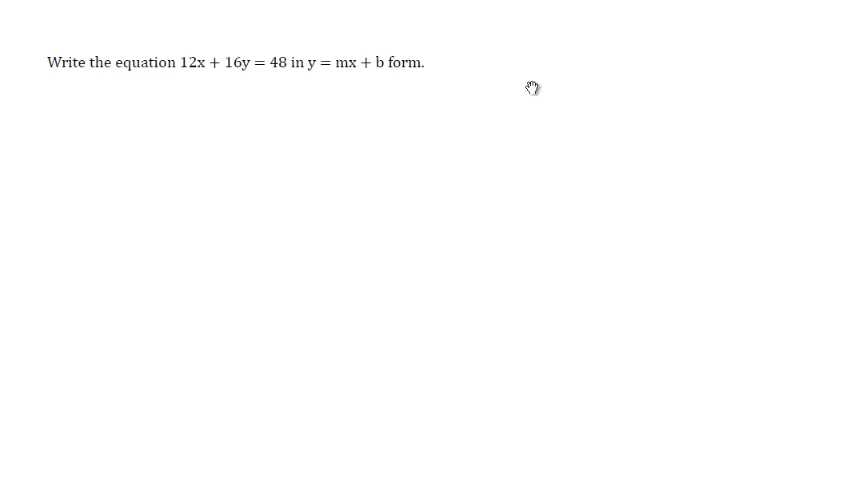 Write the equation 12x + 16y = 48 in y = mx + b form.